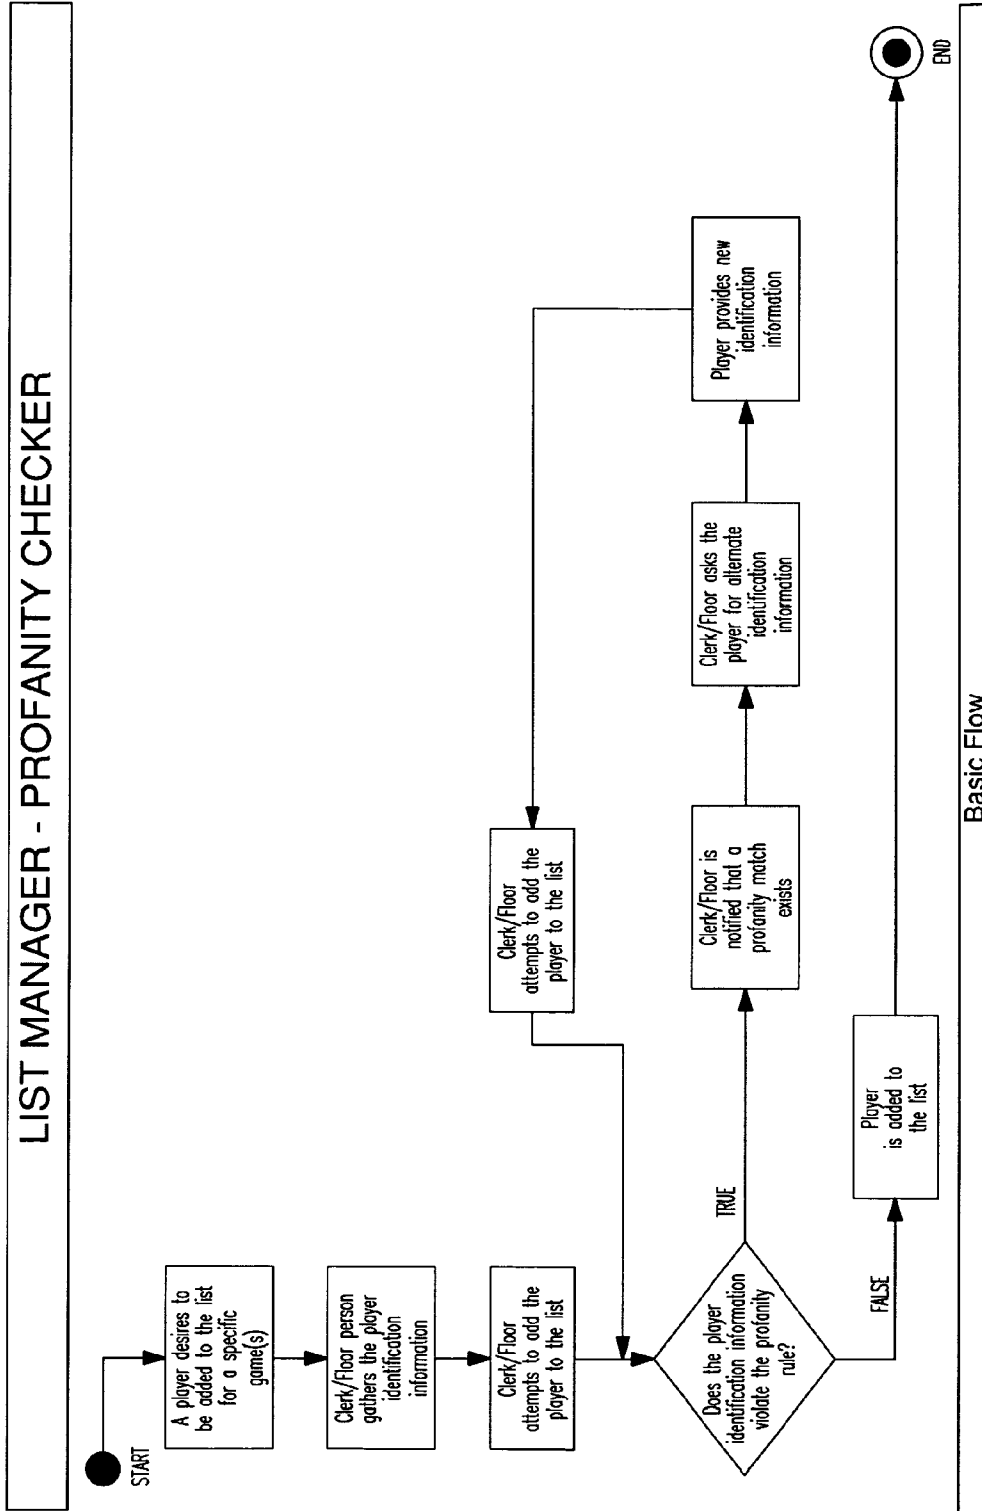 LIST MANAGER - PROFANITY CHECKER
START
A player desires to
be added to the list
for a specific
game(s)
Clerk/Floor person
gathers the player
identification
information
Clerk/Floor
attempts to add the
player to the list
Does the player
identification information
violate the profanity
rule?
TRUE
FALSE
Clerk/Floor is
notified that a
profanity match
exists
Clerk/Floor asks the
player for alternate
identification
information
Player provides new
identification
information
Clerk/Floor
attempts to add the
player to the list
Player
is added to
the list
END
Basic Flow